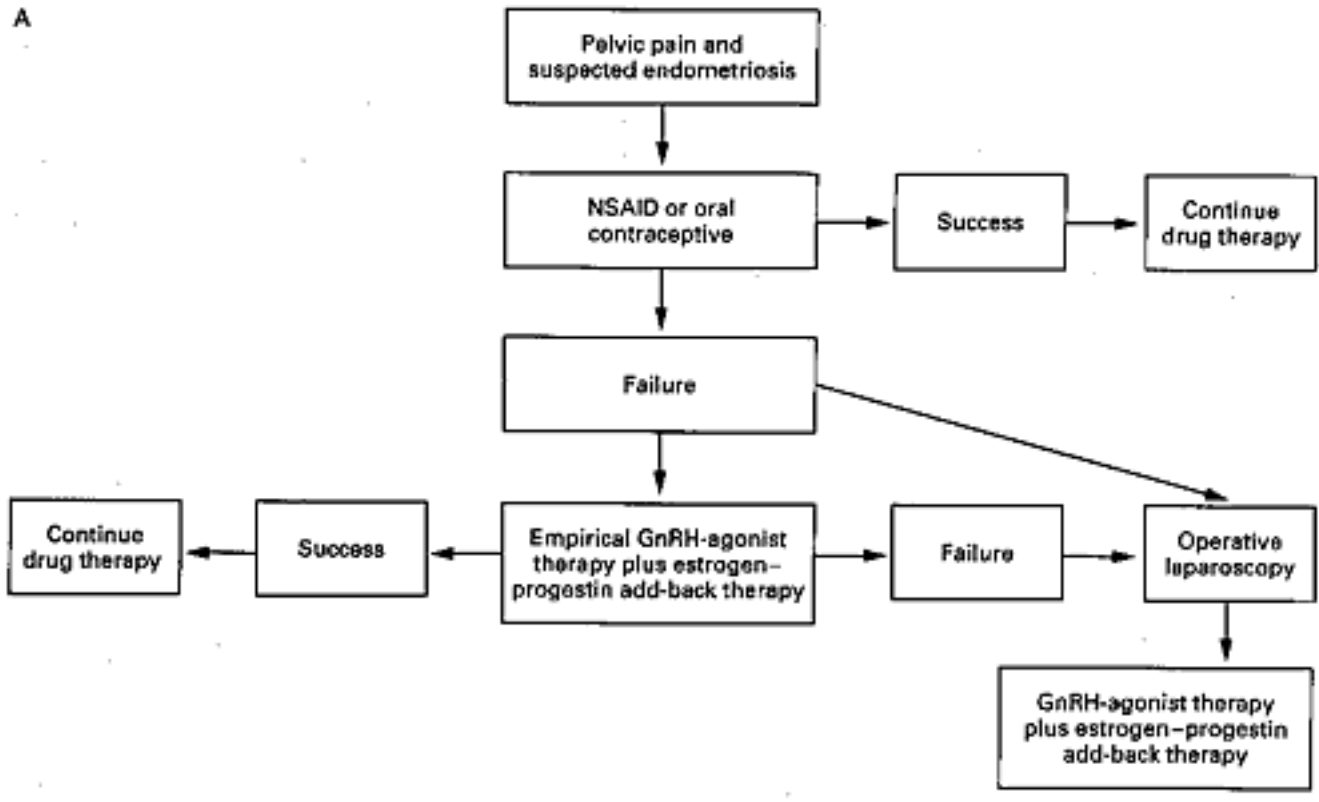 A
Pelvic pain and
suspected endometriosis
NSAID or oral
contraceptive
Success
Continue
drug therapy
Failure
Continue
drug therapy
Success
Empirical GnRH-agonist
therapy plus estrogen–
progestin add-back therapy
Failure
Operative
laparoscopy
GnRH-agonist therapy
plus estrogen–progestin
add-back therapy